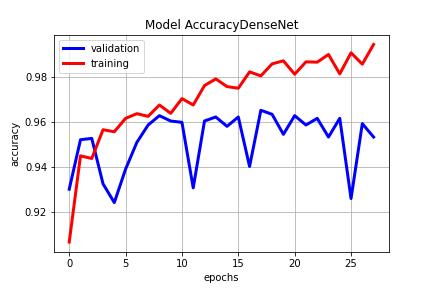 Model AccuracyDenseNet
validation
training
accuracy
0.98
0.96
0.94
0.92
0
5
10
15
20
25
epochs